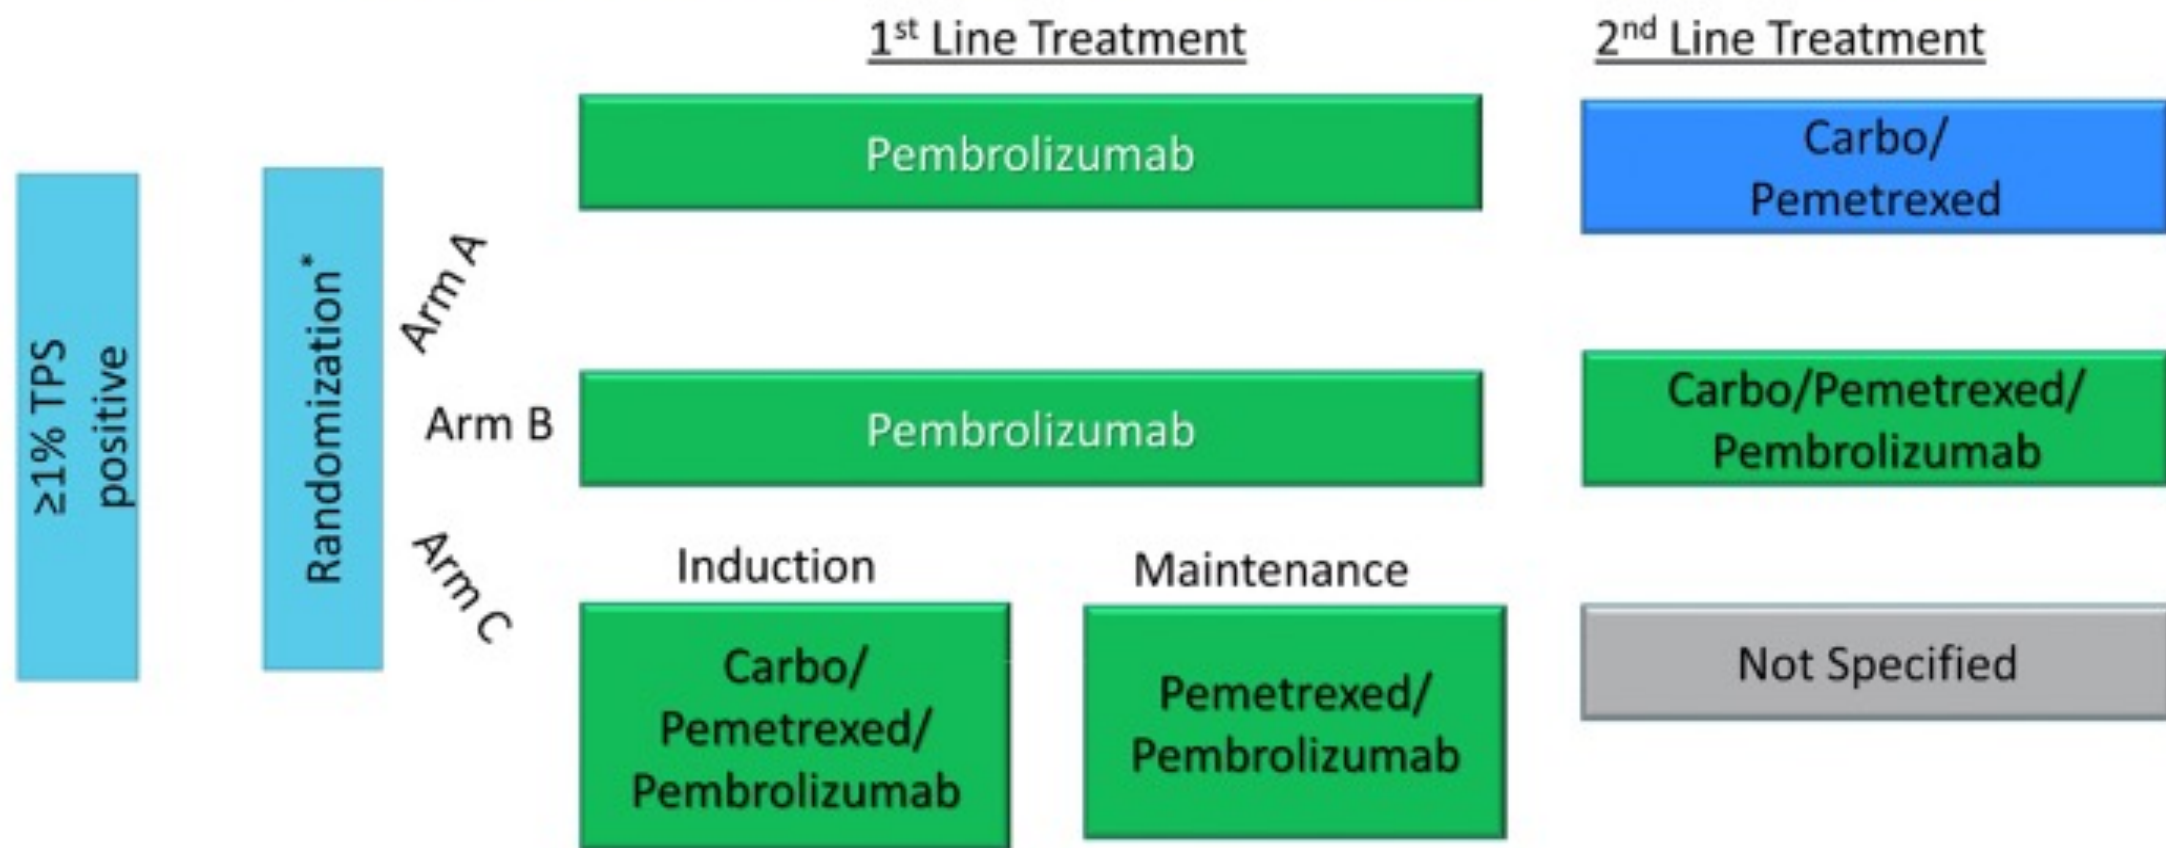 1st Line Treatment
2nd Line Treatment
≥1% TPS
positive
Randomization*
Arm A
Pembrolizumab
Carbo/
Pemetrexed
Arm B
Pembrolizumab
Carbo/Pemetrexed/
Pembrolizumab
Arm C
Induction
Maintenance
Carbo/
Pemetrexed/
Pembrolizumab
Pemetrexed/
Pembrolizumab
Not Specified